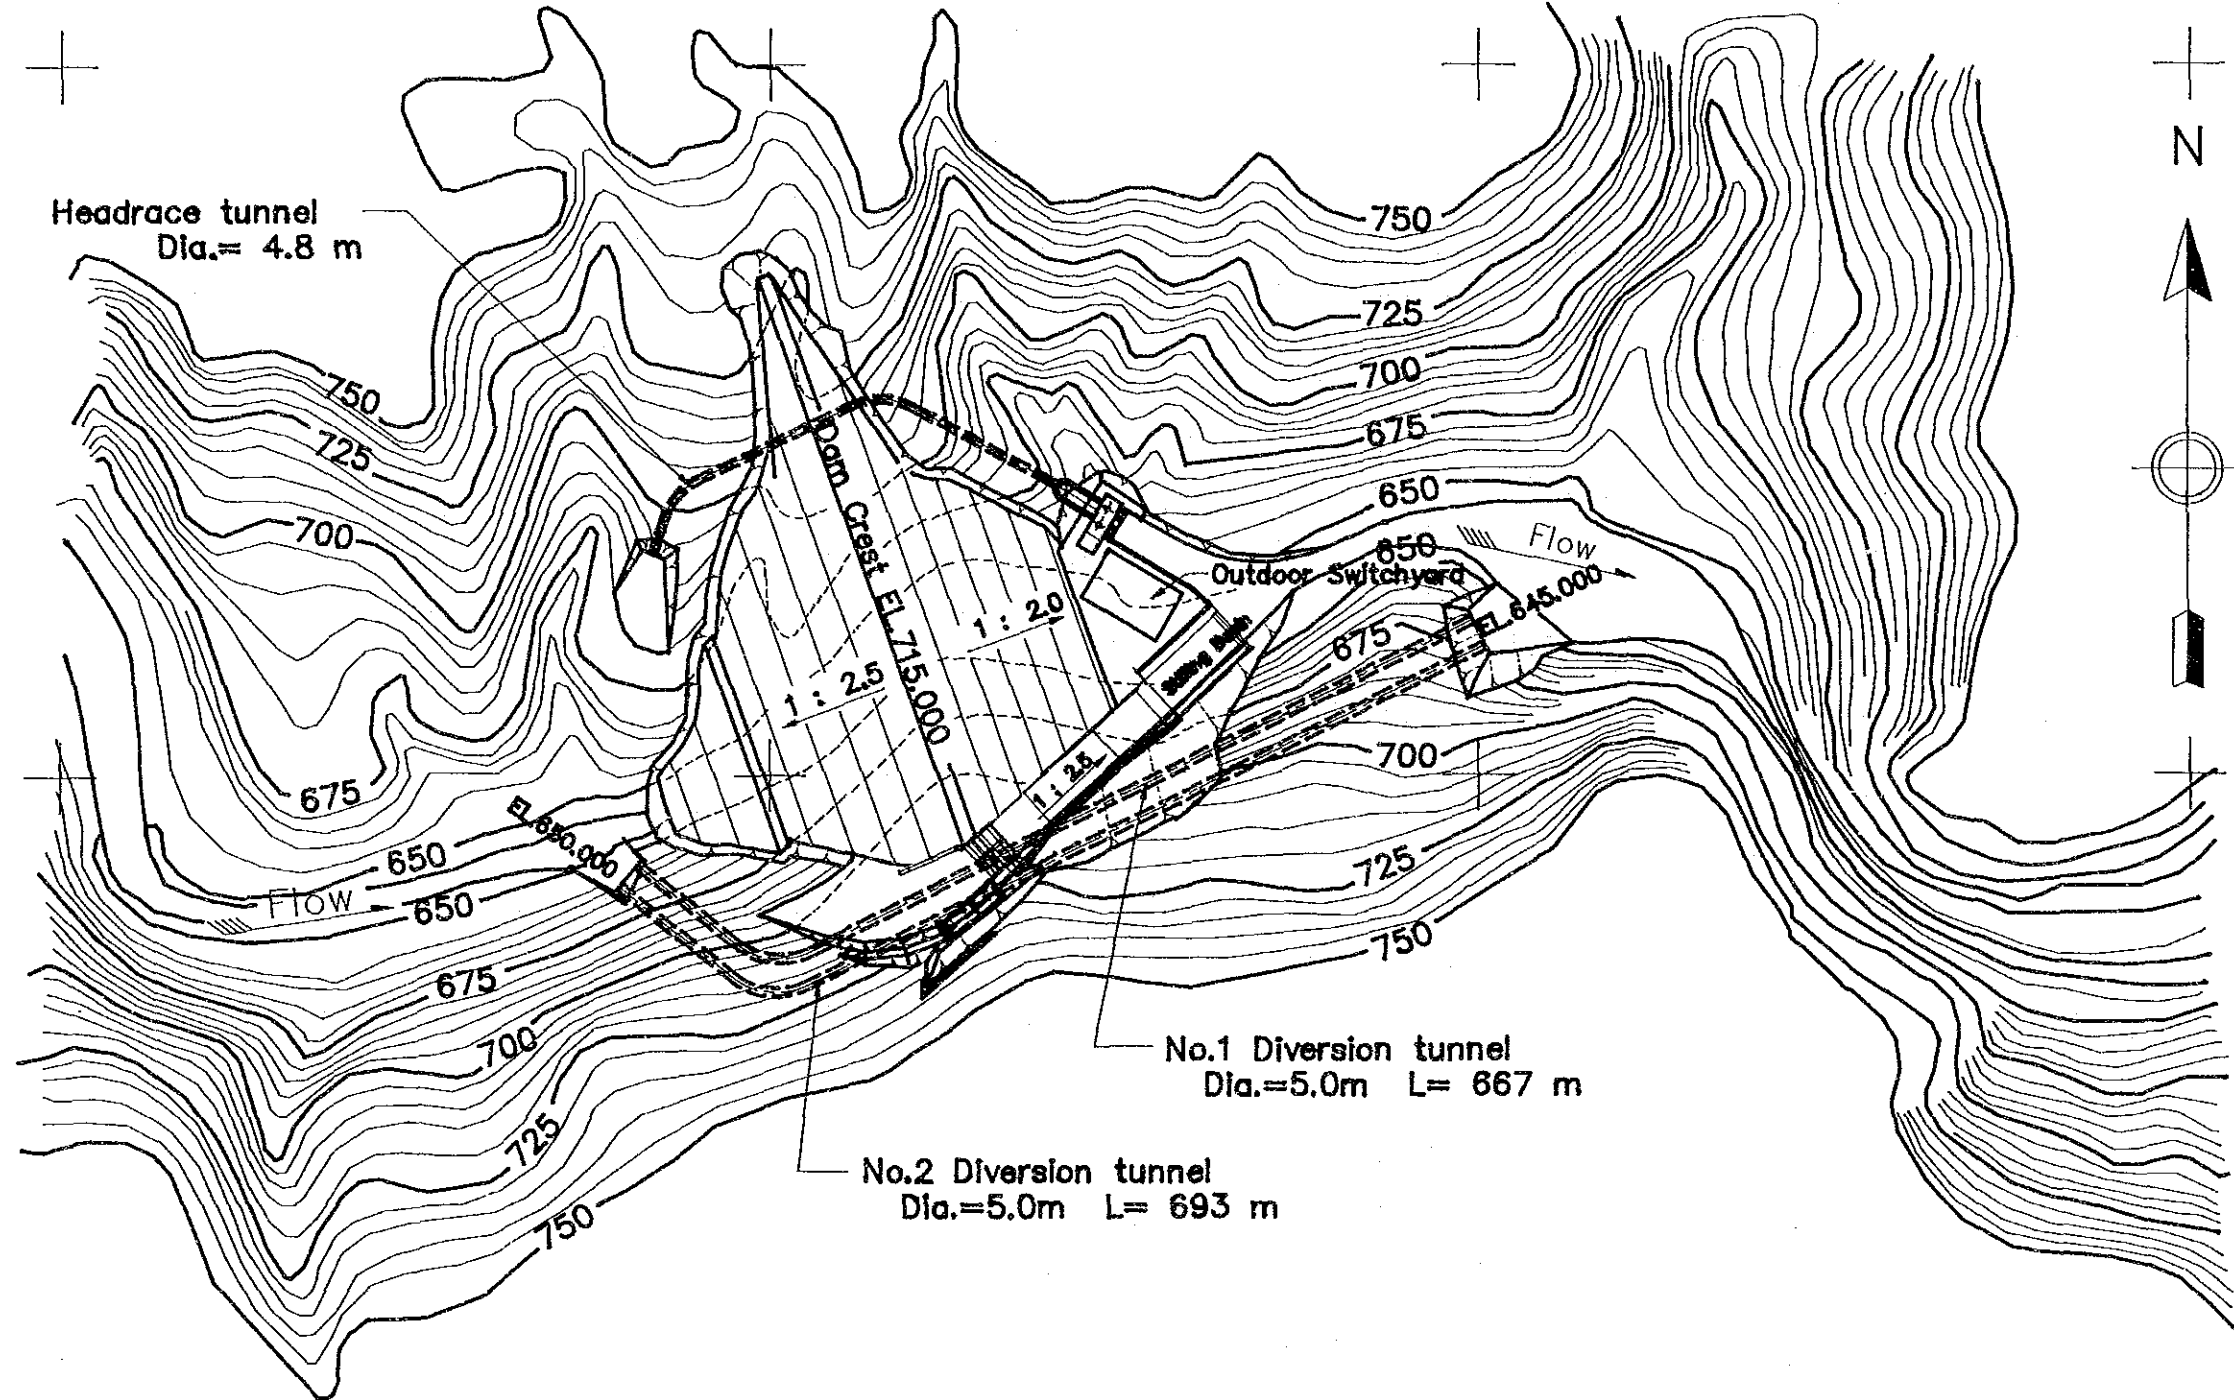 N
Headrace tunnel
Dia.= 4.8 m
750
725
700
675
650
750
725
700
675
650
Flow
650
Outdoor Switchyard
EL.645.000
Dam Crest EL.715.000
1 : 2.0
1 : 2.5
Stilling Basin
675
1 : 2.5
700
EL.650.000
650
Flow
650
725
675
750
700
No.1 Diversion tunnel
Dia.=5.0m L= 667 m
725
No.2 Diversion tunnel
Dia.=5.0m L= 693 m
750